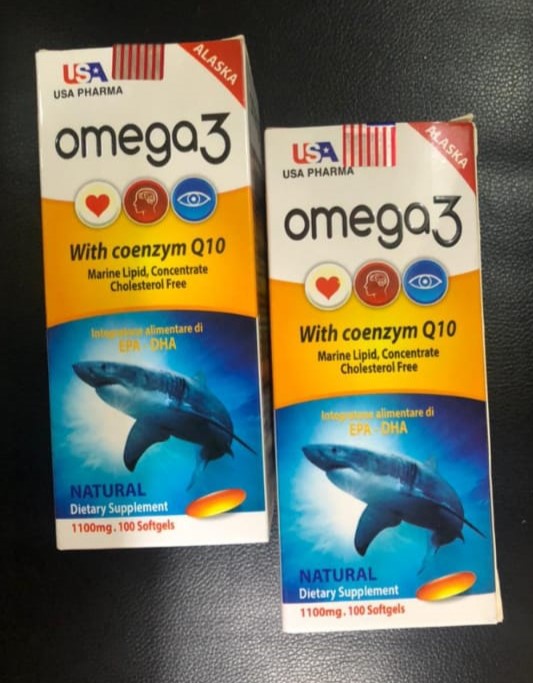 ALASKA
USA
USA PHARMA
omega3
With coenzym Q10
Marine Lipid, Concentrate
Cholesterol Free
Integrazione alimentare di
EPA - DHA
NATURAL
Dietary Supplement
1100mg . 100 Softgels
ALASKA
USA
USA PHARMA
omega3
With coenzym Q10
Marine Lipid, Concentrate
Cholesterol Free
Integrazione alimentare di
EPA - DHA
NATURAL
Dietary Supplement
1100mg . 100 Softgels